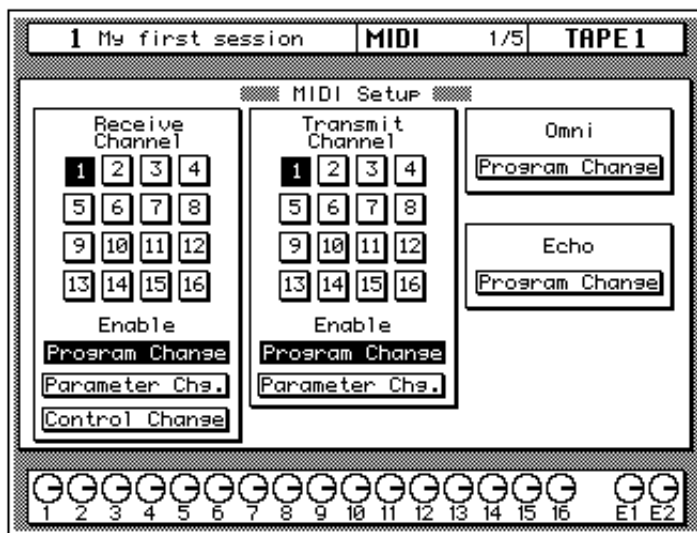 1 My first session MIDI 1/5 TAPE 1
MIDI Setup
Receive
Channel
1 2 3 4
5 6 7 8
9 10 11 12
13 14 15 16
Enable
Program Change
Parameter Chg.
Control Change
Transmit
Channel
1 2 3 4
5 6 7 8
9 10 11 12
13 14 15 16
Enable
Program Change
Parameter Chg.
Omni
Program Change
Echo
Program Change
1 2 3 4 5 6 7 8 9 10 11 12 13 14 15 16 E1 E2